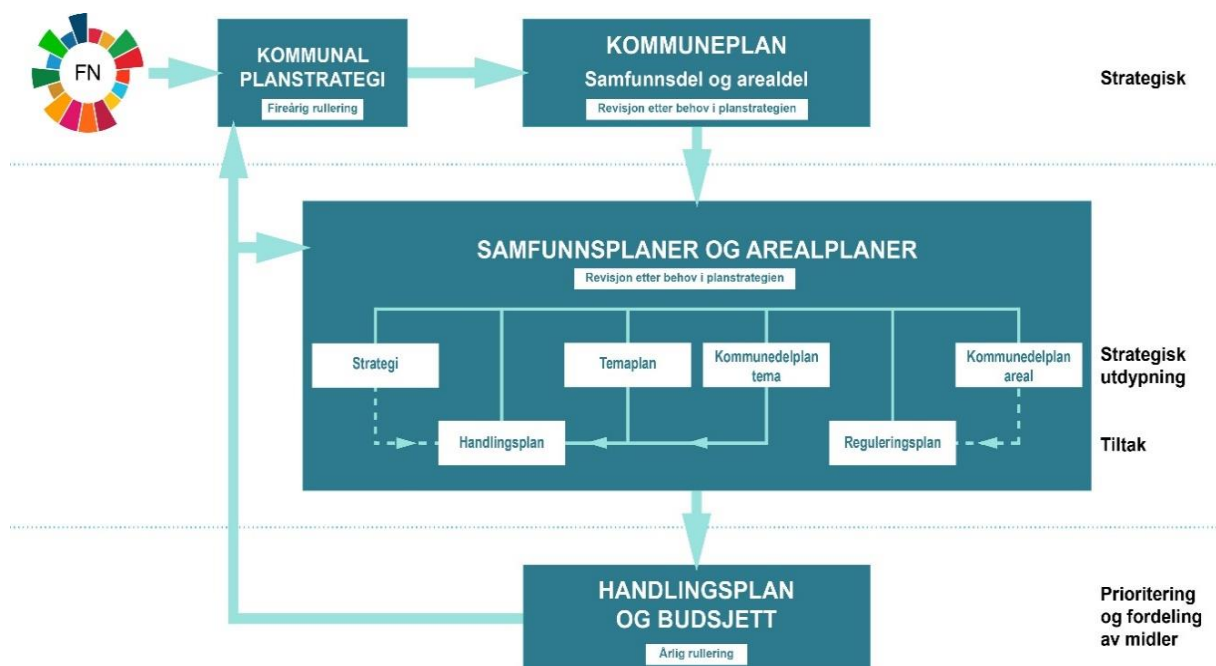 FN
KOMMUNAL
PLANSTRATEGI
Fireårig rullering
KOMMUNEPLAN
Samfunnsdel og arealdel
Revisjon etter behov i planstrategien
Strategisk
SAMFUNNSPLANER OG AREALPLANER
Revisjon etter behov i planstrategien
Strategi
Temaplan
Kommunedelplan
tema
Kommunedelplan
areal
Strategisk
utdypning
Handlingsplan
Reguleringsplan
Tiltak
HANDLINGSPLAN
OG BUDSJETT
Årlig rullering
Prioritering
og fordeling
av midler